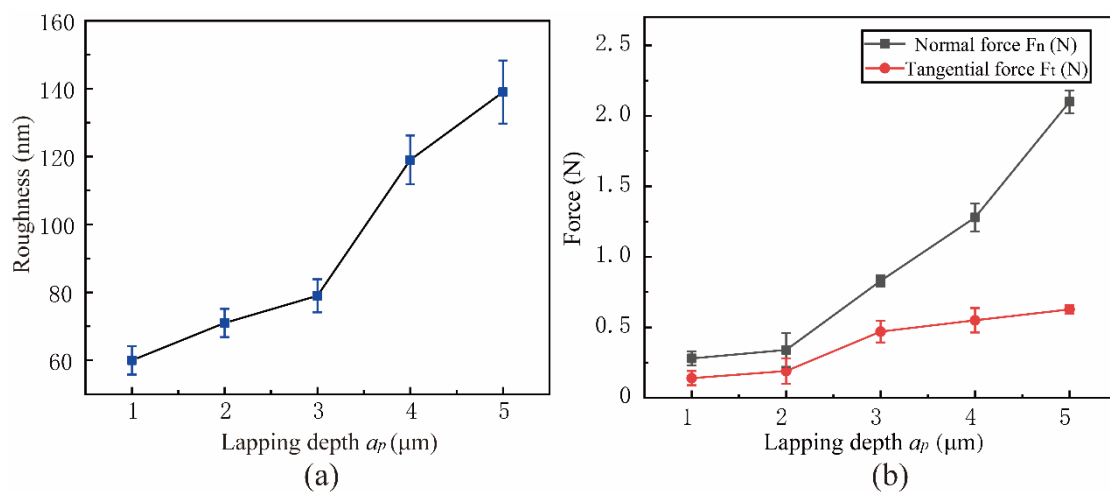 160
140
120
100
80
60
Roughness (nm)
1 2 3 4 5
Lapping depth ap (μm)
(a)
Normal force Fn (N)
Tangential force Ft (N)
2.5
2.0
1.5
1.0
0.5
0
Force (N)
1 2 3 4 5
Lapping depth ap (μm)
(b)